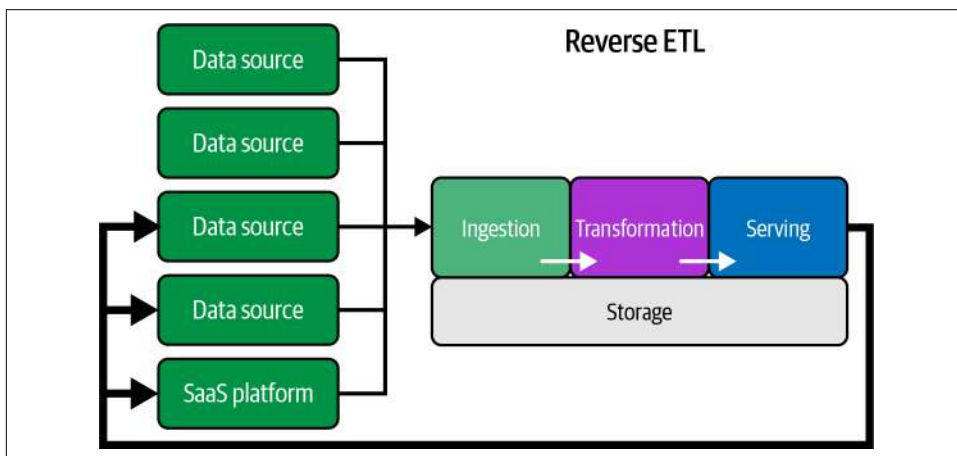 Reverse ETL
Data source
Data source
Data source
Data source
SaaS platform
Ingestion
Transformation
Serving
Storage